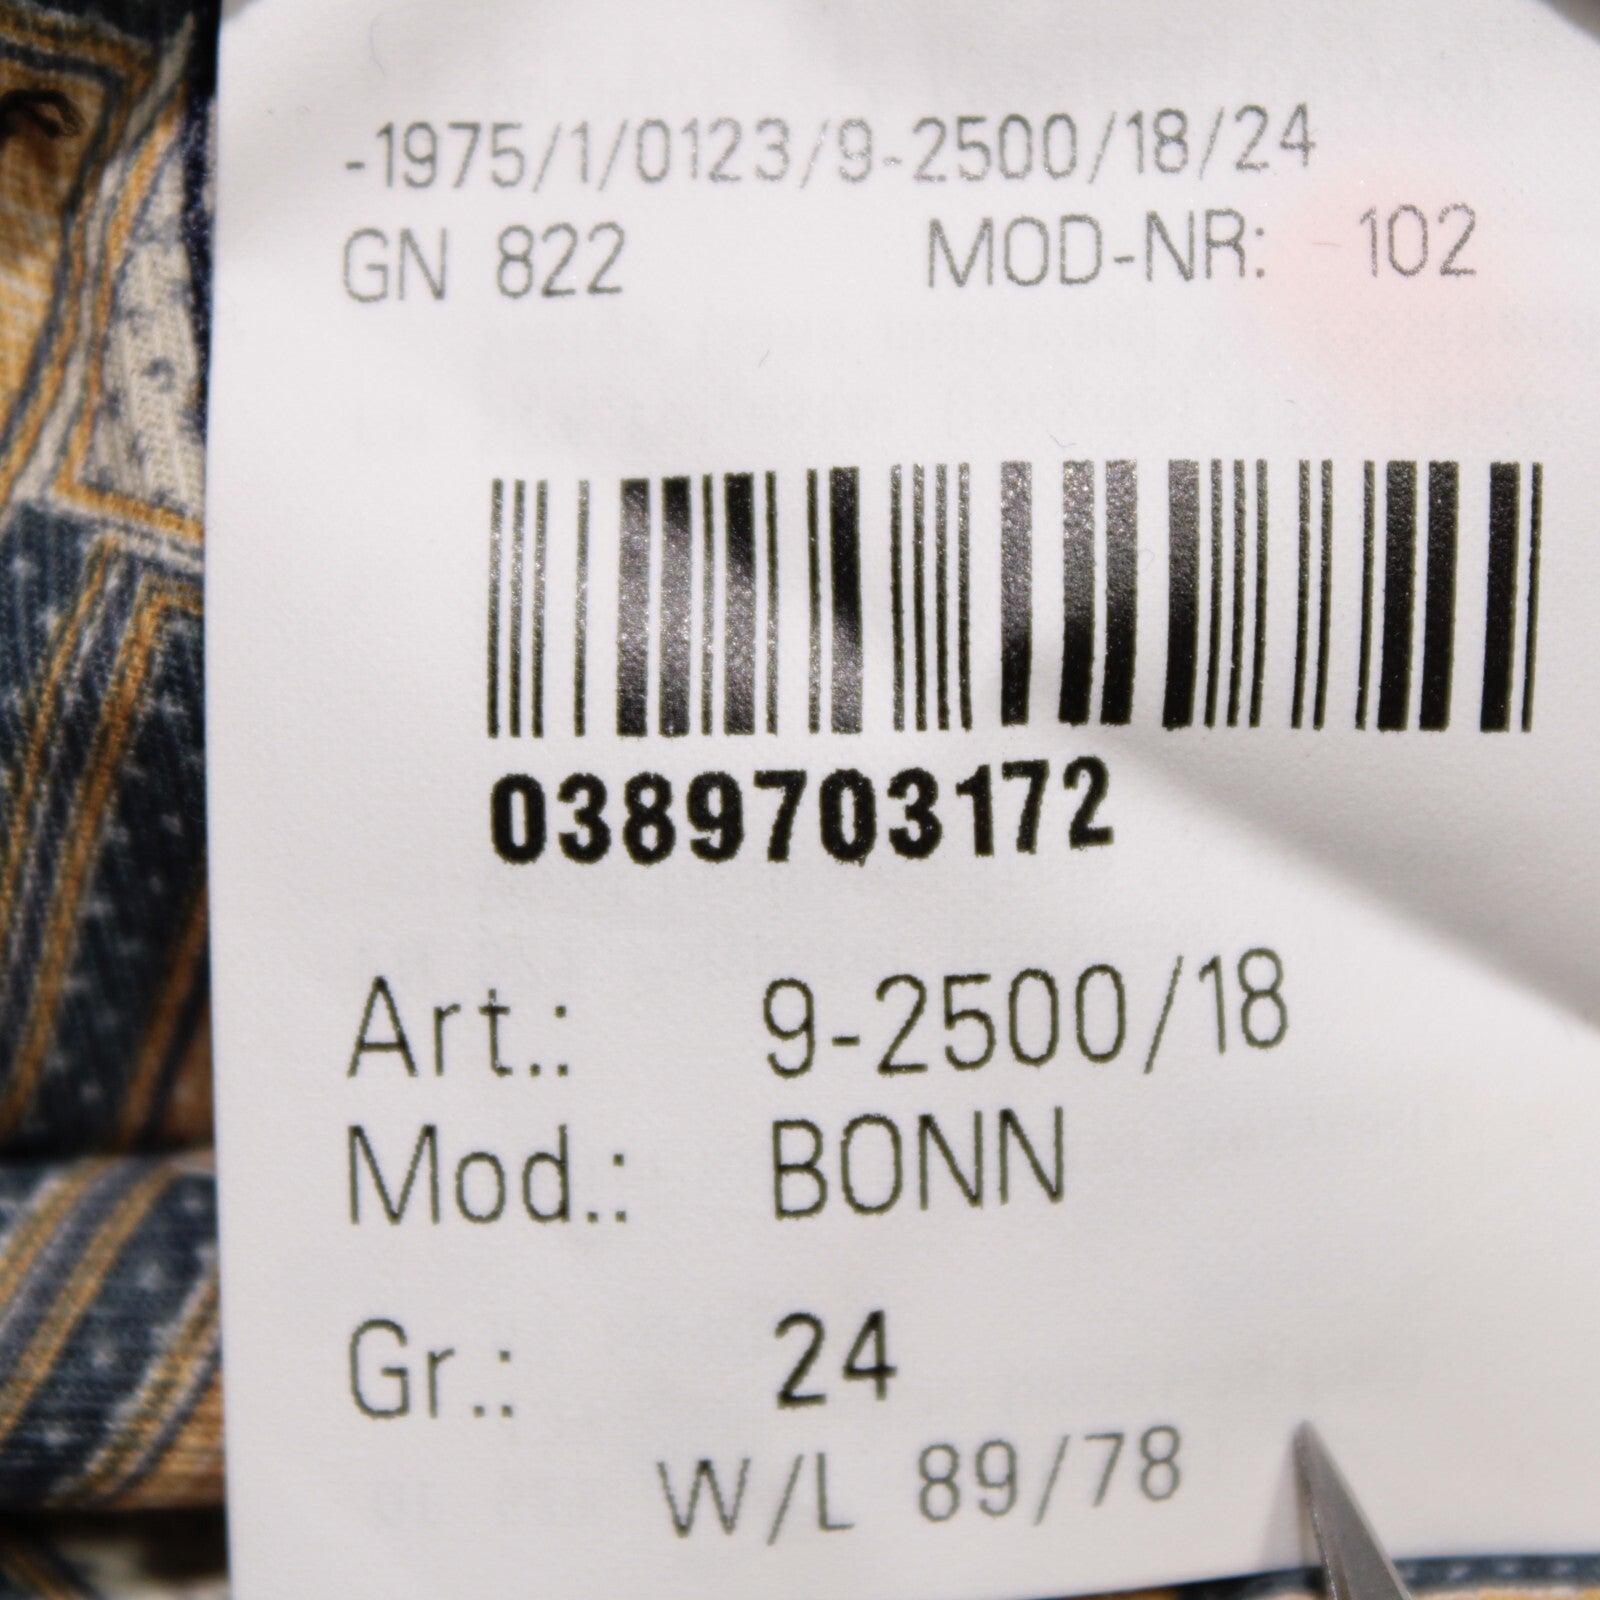 -1975/1/0123/9-2500/18/24
GN 822 MOD-NR: 102
0389703172
Art.: 9-2500/18
Mod.: BONN
Gr.: 24
W/L 89/78